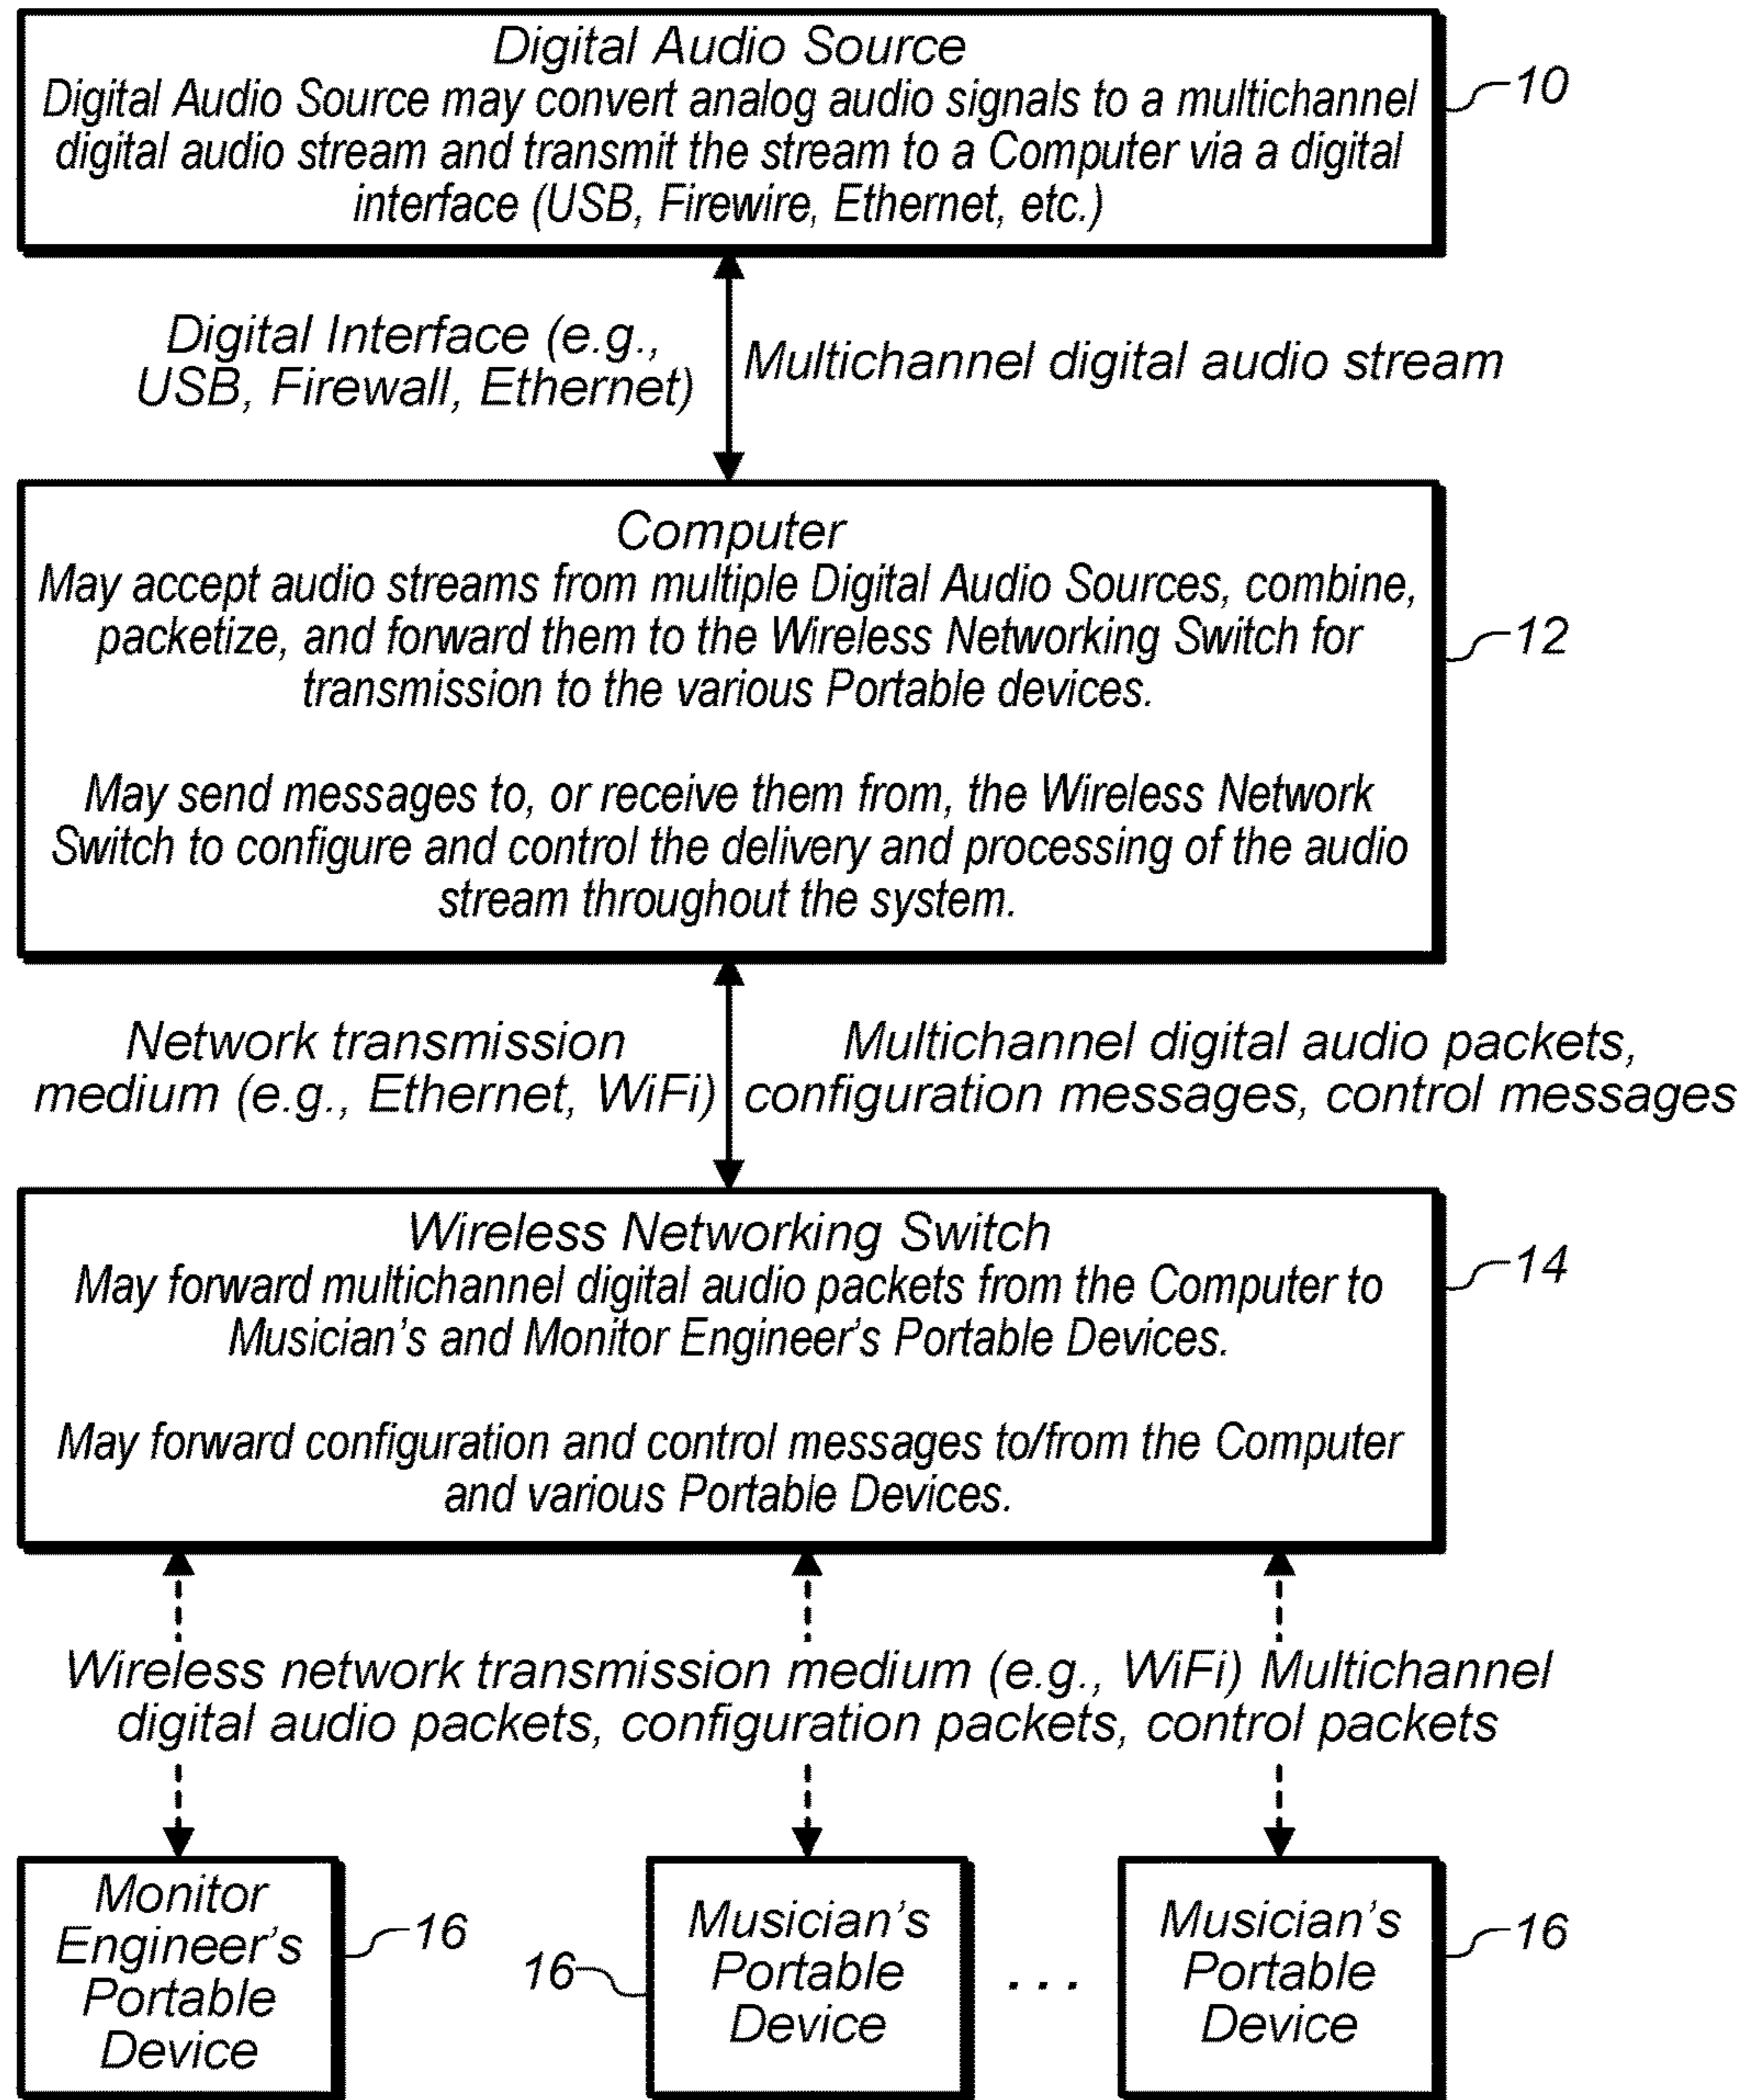 Digital Audio Source
Digital Audio Source may convert analog audio signals to a multichannel
digital audio stream and transmit the stream to a Computer via a digital
interface (USB, Firewire, Ethernet, etc.)
10
Digital Interface (e.g.,
USB, Firewall, Ethernet)
Multichannel digital audio stream
Computer
May accept audio streams from multiple Digital Audio Sources, combine,
packetize, and forward them to the Wireless Networking Switch for
transmission to the various Portable devices.
May send messages to, or receive them from, the Wireless Network
Switch to configure and control the delivery and processing of the audio
stream throughout the system.
12
Network transmission
medium (e.g., Ethernet, WiFi)
Multichannel digital audio packets,
configuration messages, control messages
Wireless Networking Switch
May forward multichannel digital audio packets from the Computer to
Musician's and Monitor Engineer's Portable Devices.
May forward configuration and control messages to/from the Computer
and various Portable Devices.
14
Wireless network transmission medium (e.g., WiFi) Multichannel
digital audio packets, configuration packets, control packets
Monitor
Engineer's
Portable
Device
16
16
Musician's
Portable
Device
...
Musician's
Portable
Device
16